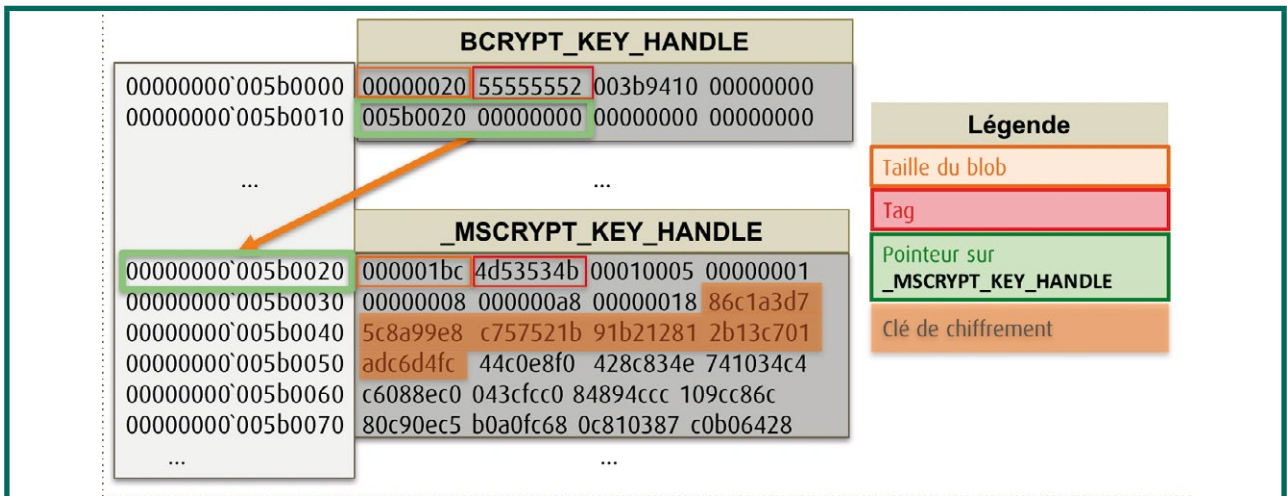 BCRYPT_KEY_HANDLE
00000000`005b0000 00000020 55555552 003b9410 00000000
00000000`005b0010 005b0020 00000000 00000000 00000000
... ...
_MSCRYPT_KEY_HANDLE
00000000`005b0020 000001bc 4d53534b 00010005 00000001
00000000`005b0030 00000008 000000a8 00000018 86c1a3d7
00000000`005b0040 5c8a99e8 c757521b 91b21281 2b13c701
00000000`005b0050 adc6d4fc 44c0e8f0 428c834e 741034c4
00000000`005b0060 c6088ec0 043cfcc0 84894ccc 109cc86c
00000000`005b0070 80c90ec5 b0a0fc68 0c810387 c0b06428
... ...
Légende
Taille du blob
Tag
Pointeur sur
_MSCRYPT_KEY_HANDLE
Clé de chiffrement